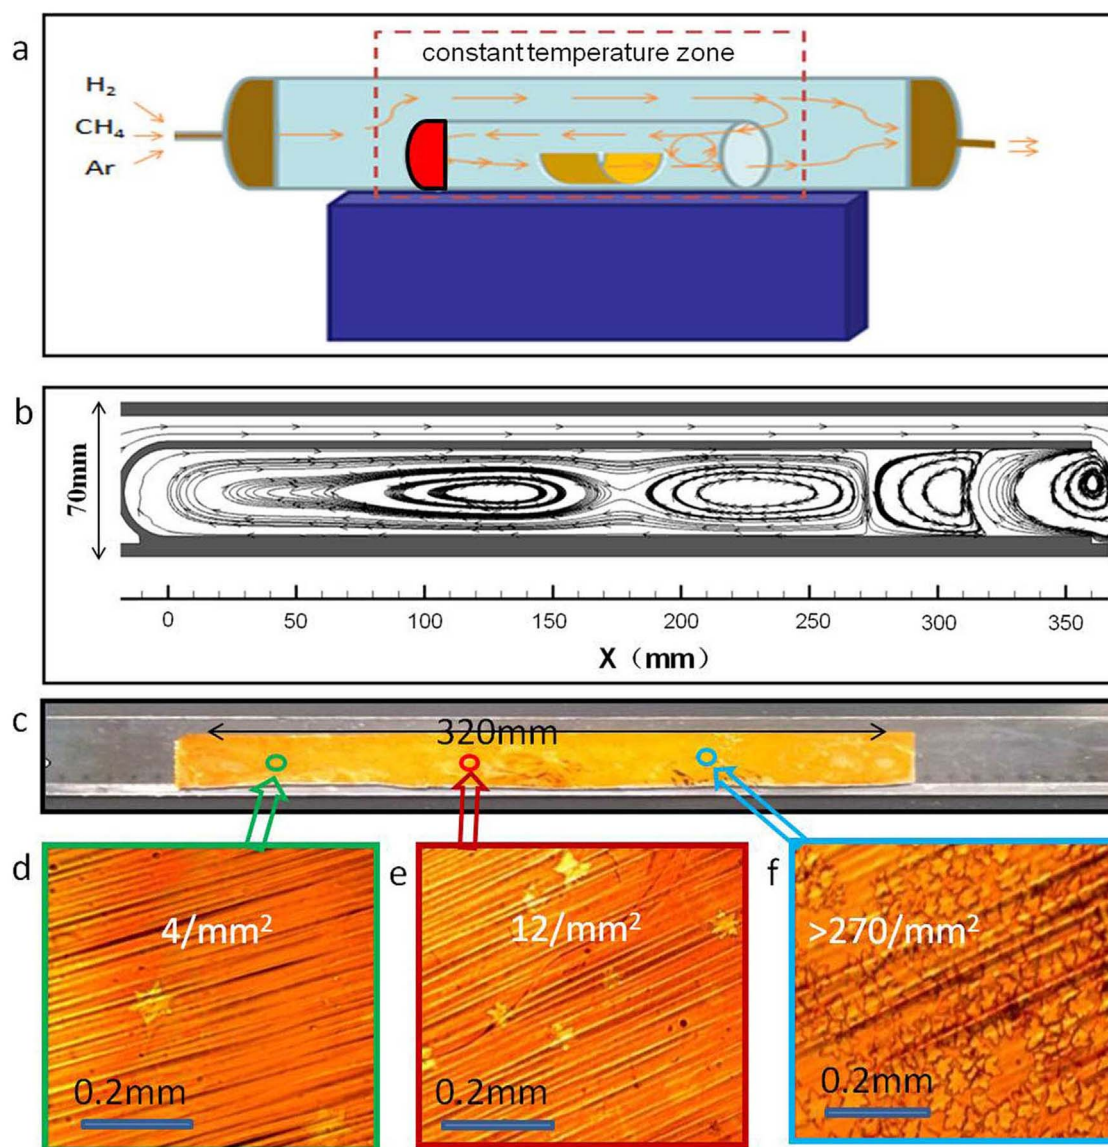 a
constant temperature zone
H₂
CH₄
Ar
b
70mm
0 50 100 150 200 250 300 350
X（mm）
c
320mm
d
4/mm²
0.2mm
e
12/mm²
0.2mm
f
>270/mm²
0.2mm